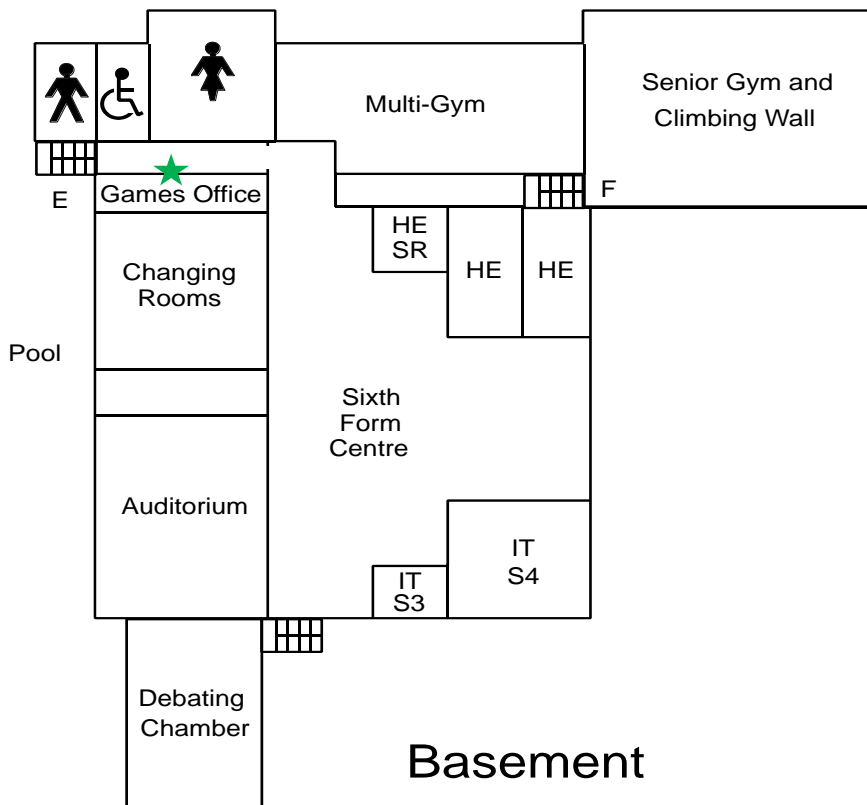 Senior Gym and
Climbing Wall
Multi-Gym
E
Games Office
F
HE
SR
HE
HE
Changing
Rooms
Pool
Sixth
Form
Centre
Auditorium
IT
S4
IT
S3
Debating
Chamber
Basement